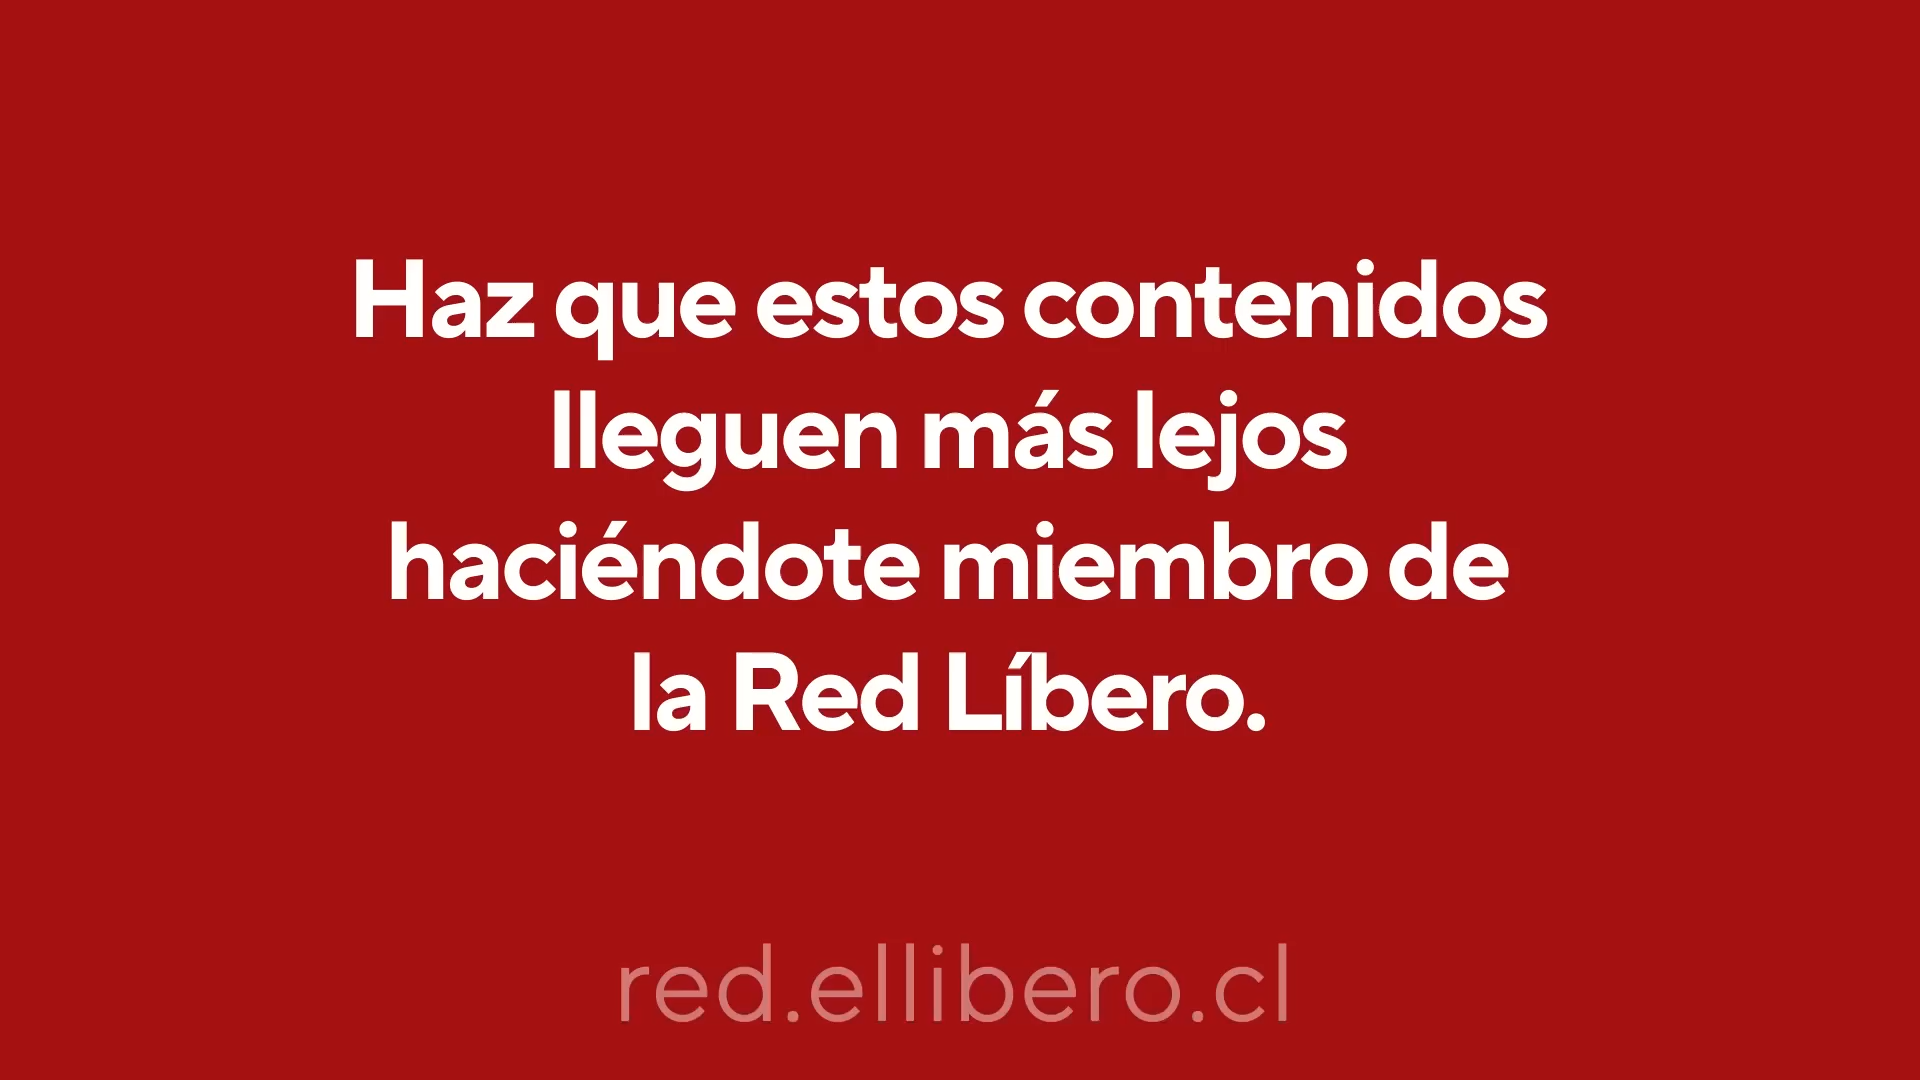 Haz que estos contenidos
lleguen más lejos
haciéndote miembro de
la Red Líbero.
red.ellibero.cl